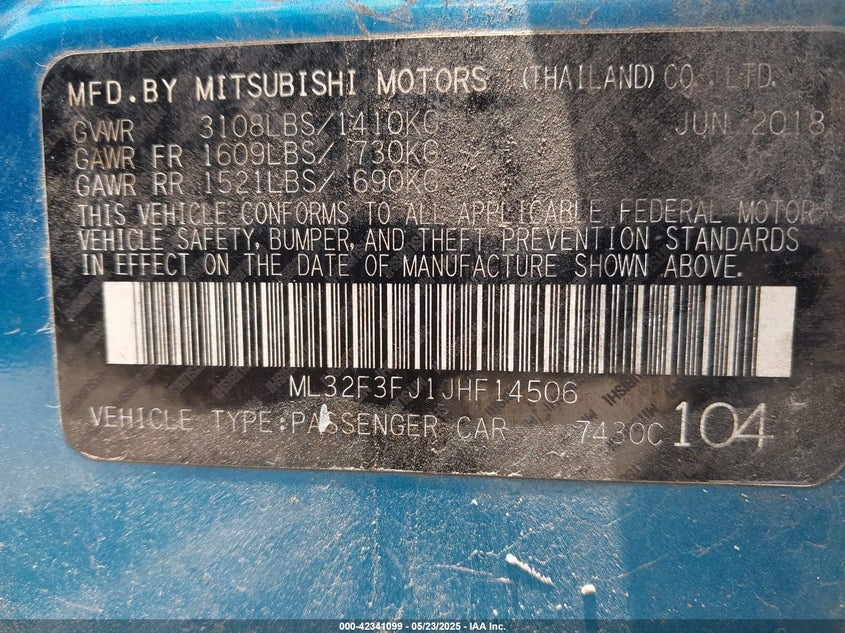 MFD.BY MITSUBISHI MOTORS (THAILAND) CO.,LTD.
GVWR 3108LBS/1410KG JUN 2018
GAWR FR 1609LBS/ 730KG
GAWR RR 1521LBS/ 690KG
THIS VEHICLE CONFORMS TO ALL APPLICABLE FEDERAL MOTOR
VEHICLE SAFETY, BUMPER, AND THEFT PREVENTION STANDARDS
IN EFFECT ON THE DATE OF MANUFACTURE SHOWN ABOVE.
ML32F3FJ1JHF14506
VEHICLE TYPE:PASSENGER CAR 7430C 104
000-42341099 — 05/23/2025 — IAA Inc.